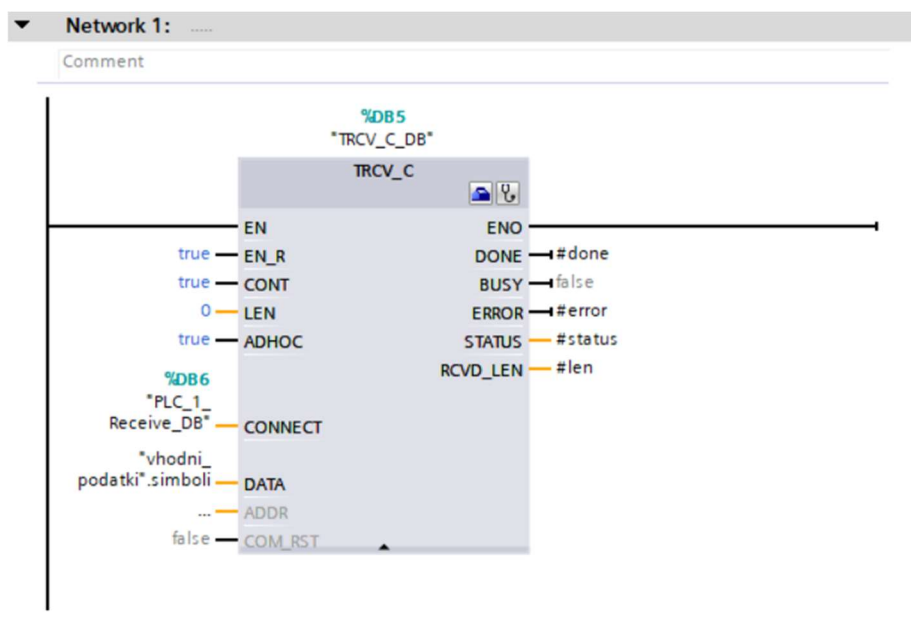 Network 1: .....
Comment
%DB5
"TRCV_C_DB"
TRCV_C
EN ENO
true EN_R DONE #done
true CONT BUSY false
0 LEN ERROR #error
true ADHOC STATUS #status
RCVD_LEN #len
%DB6
"PLC_1_
Receive_DB" CONNECT
"vhodni_
podatki".simboli DATA
... ADDR
false COM_RST